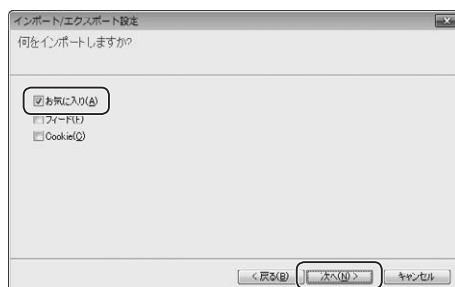 インポート/エクスポート設定
何をインポートしますか?
お気に入り(A)
フィード(F)
Cookie(O)
< 戻る(B) 次へ(N) > キャンセル